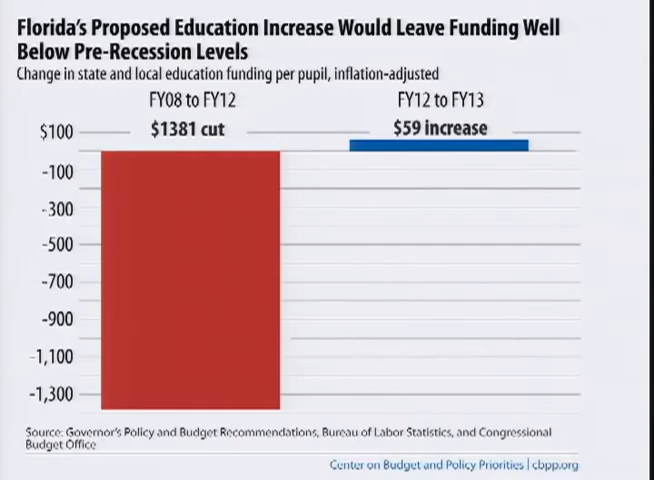 Florida's Proposed Education Increase Would Leave Funding Well
Below Pre-Recession Levels
Change in state and local education funding per pupil, inflation-adjusted
FY08 to FY12
FY12 to FY13
$1381 cut
$59 increase
$100
-100
-300
-500
-700
-900
-1,100
-1,300
Source: Governor's Policy and Budget Recommendations, Bureau of Labor Statistics, and Congressional
Budget Office
Center on Budget and Policy Priorities | cbpp.org